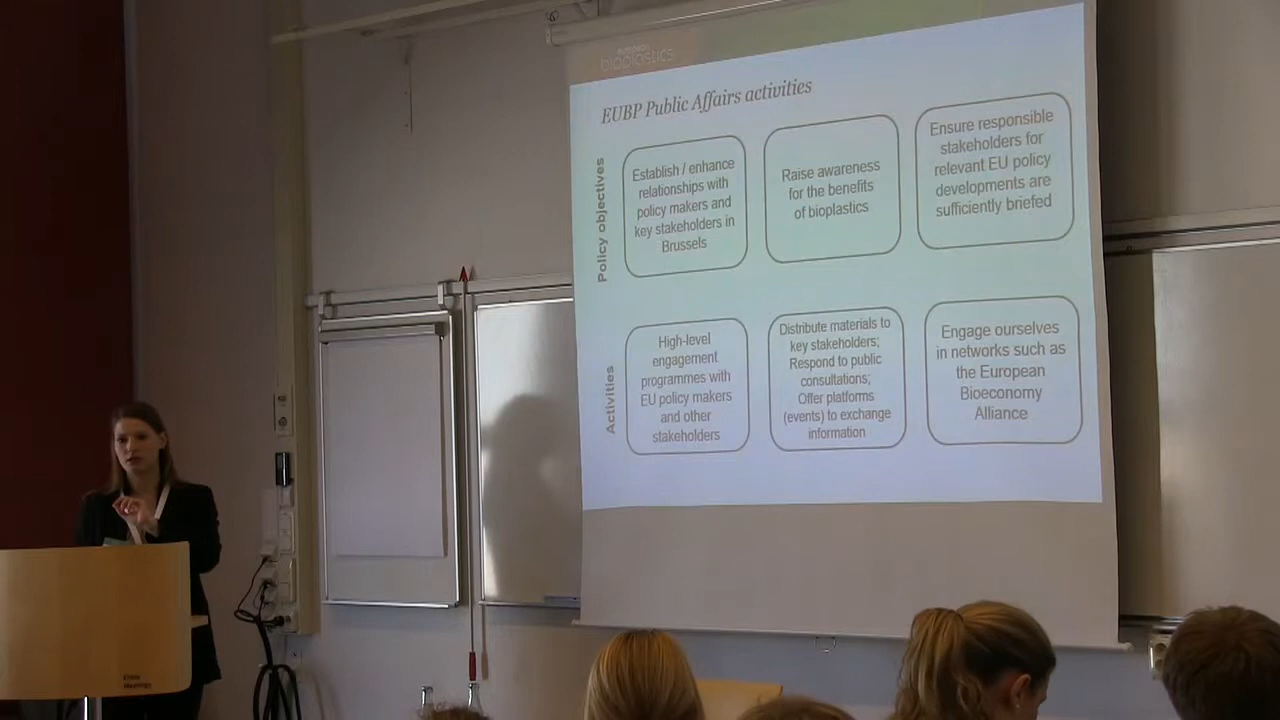 european
bioplastics
EUBP Public Affairs activities
Policy objectives
Establish / enhance
relationships with
policy makers and
key stakeholders in
Brussels
Raise awareness
for the benefits
of bioplastics
Ensure responsible
stakeholders for
relevant EU policy
developments are
sufficiently briefed
Activities
High-level
engagement
programmes with
EU policy makers
and other
stakeholders
Distribute materials to
key stakeholders;
Respond to public
consultations;
Offer platforms
(events) to exchange
information
Engage ourselves
in networks such as
the European
Bioeconomy
Alliance
Meetings